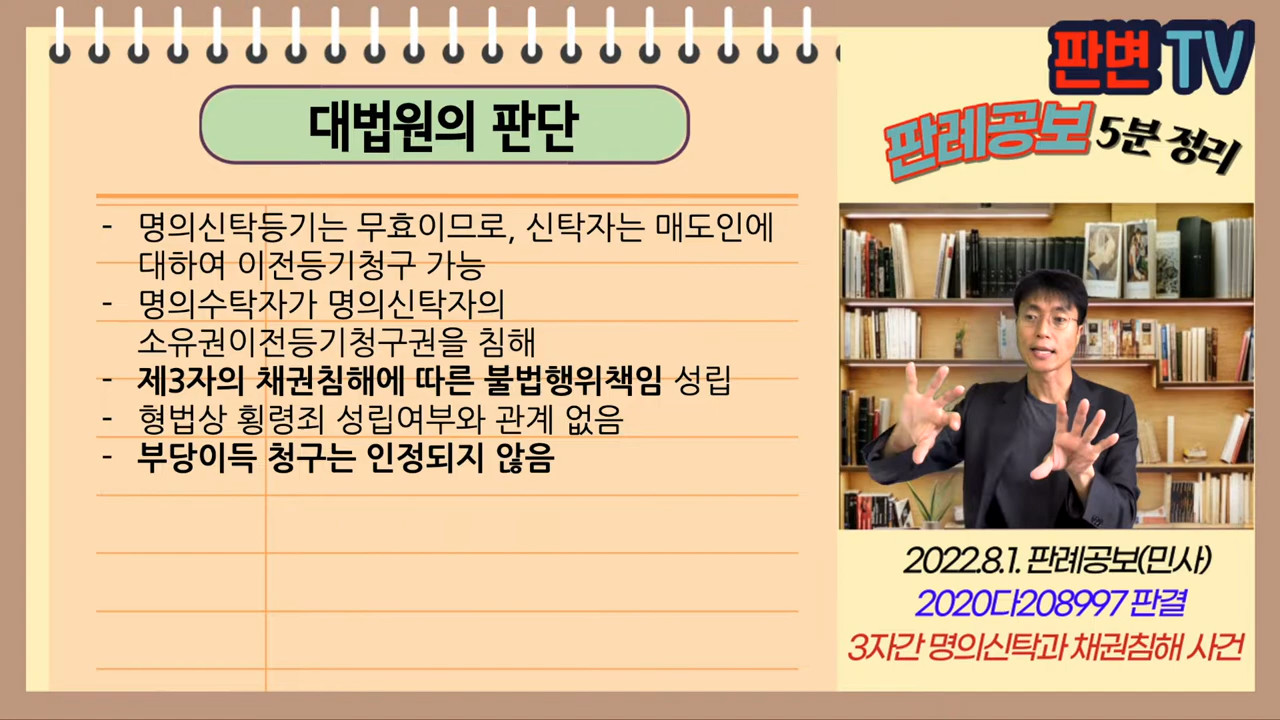 대법원의 판단
- 명의신탁등기는 무효이므로, 신탁자는 매도인에
대하여 이전등기청구 가능
- 명의수탁자가 명의신탁자의
소유권이전등기청구권을 침해
- 제3자의 채권침해에 따른 불법행위책임 성립
- 형법상 횡령죄 성립여부와 관계 없음
- 부당이득 청구는 인정되지 않음
판변 TV
판례공보 5분 정리
2022.8.1. 판례공보(민사)
2020다208997 판결
3자간 명의신탁과 채권침해 사건